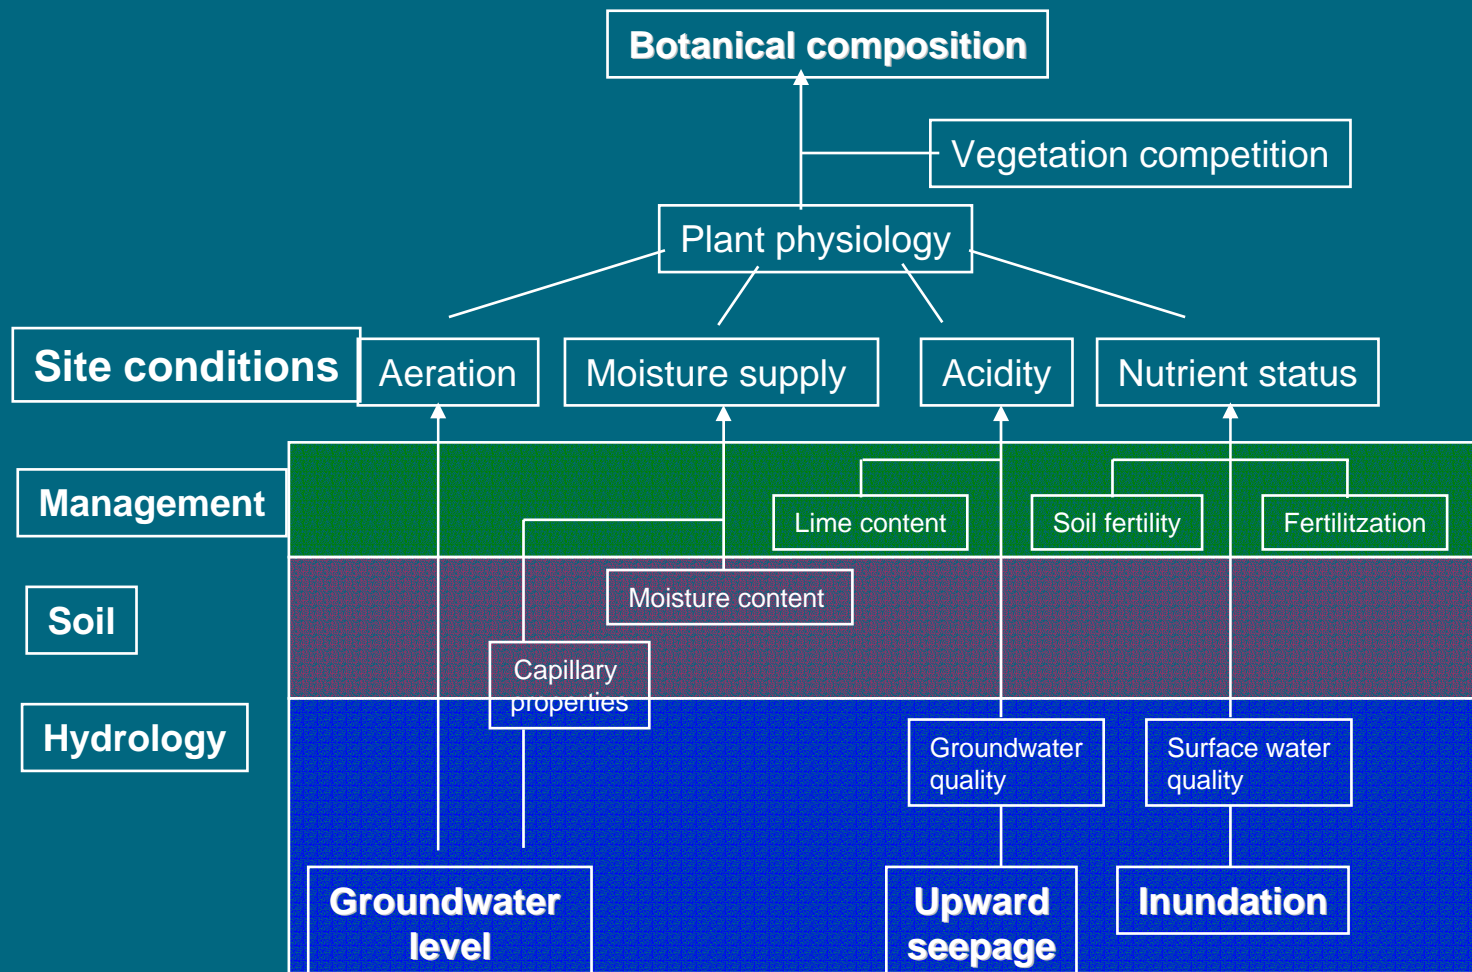 Botanical composition
Vegetation competition
Plant physiology
Site conditions
Aeration
Moisture supply
Acidity
Nutrient status
Management
Lime content
Soil fertility
Fertilitzation
Soil
Moisture content
Capillary
properties
Hydrology
Groundwater
quality
Surface water
quality
Groundwater
level
Upward
seepage
Inundation